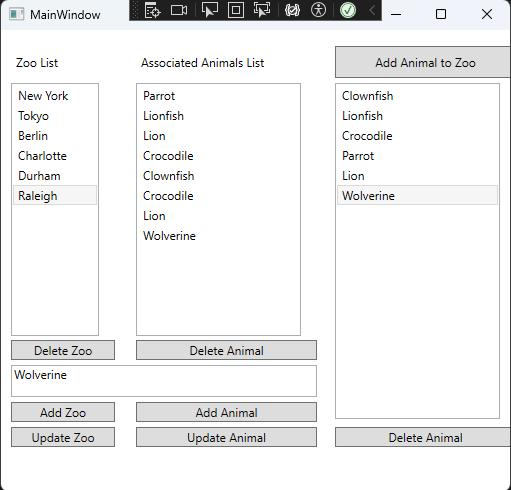 MainWindow
Zoo List
Associated Animals List
Add Animal to Zoo
New York
Tokyo
Berlin
Charlotte
Durham
Raleigh
Parrot
Lionfish
Lion
Crocodile
Clownfish
Crocodile
Lion
Wolverine
Clownfish
Lionfish
Crocodile
Parrot
Lion
Wolverine
Delete Zoo
Delete Animal
Wolverine
Add Zoo
Add Animal
Update Zoo
Update Animal
Delete Animal